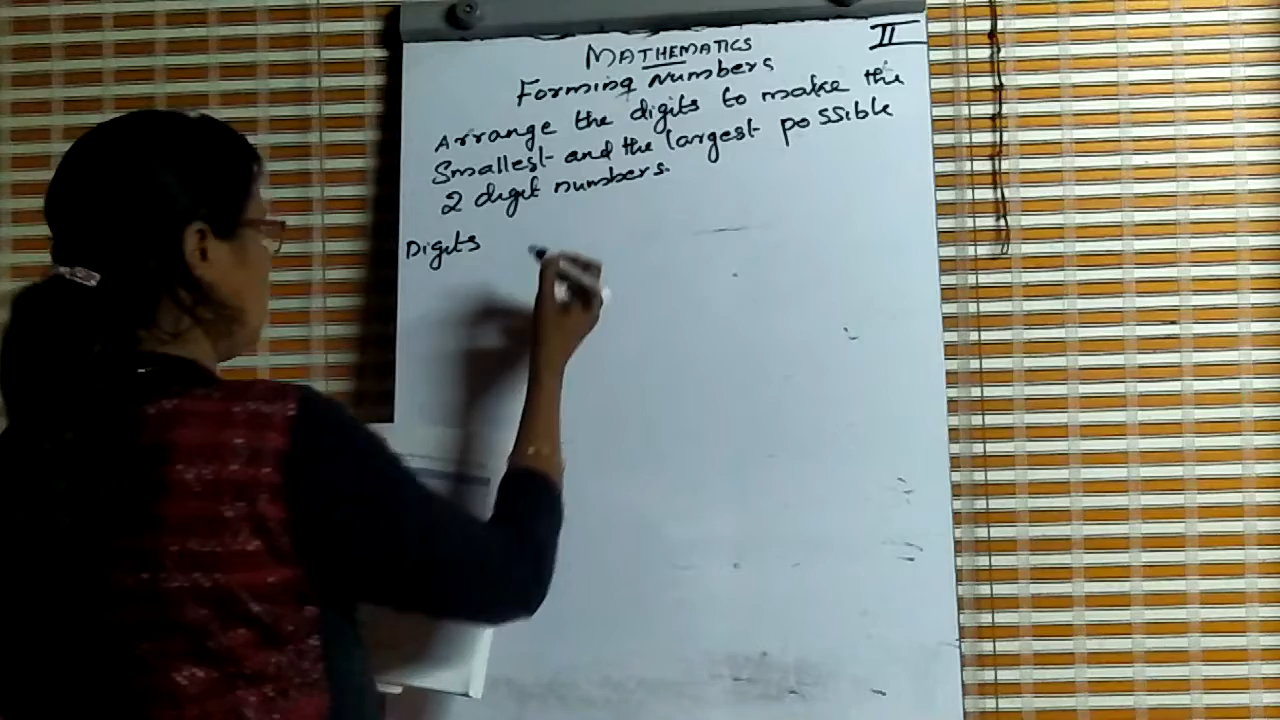 II
MATHEMATICS
Forming Numbers
Arrange the digits to make the
Smallest and the largest possible
2 digit numbers.
Digits